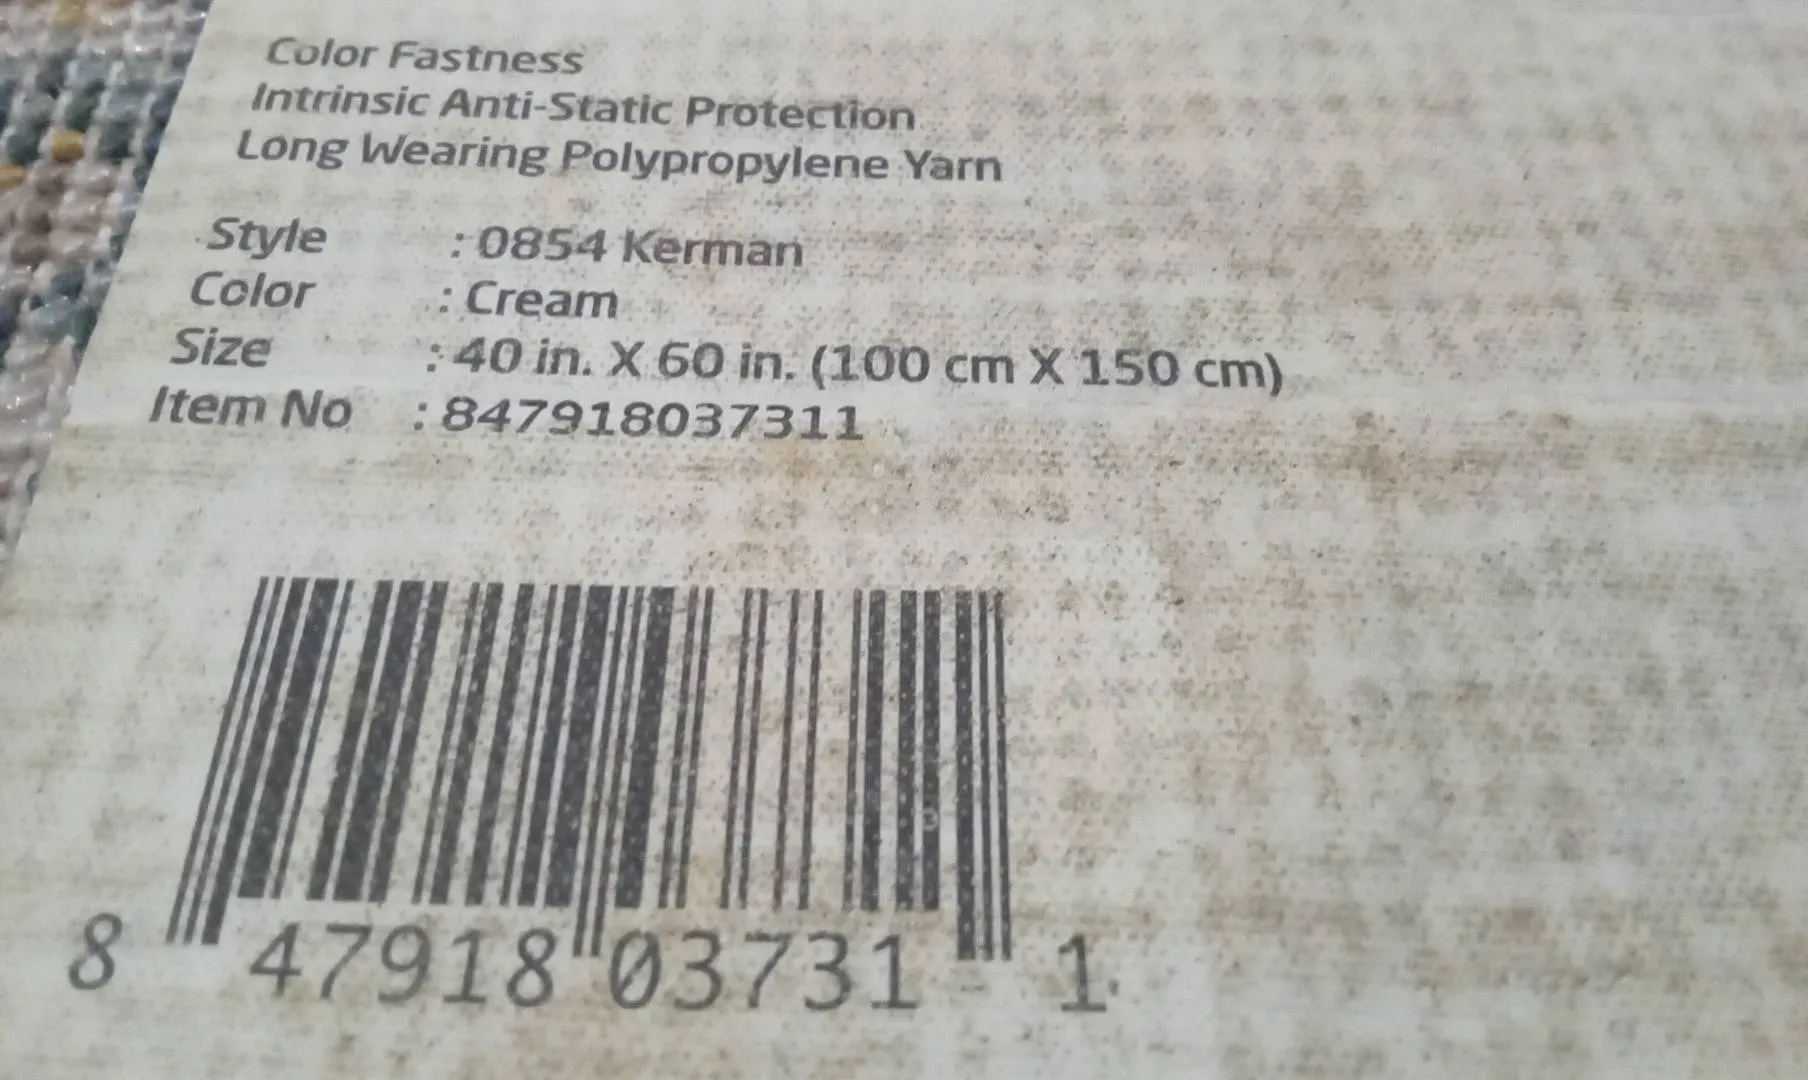 Color Fastness
Intrinsic Anti-Static Protection
Long Wearing Polypropylene Yarn
Style : 0854 Kerman
Color : Cream
Size : 40 in. X 60 in. (100 cm X 150 cm)
Item No : 847918037311
8 47918 03731 1